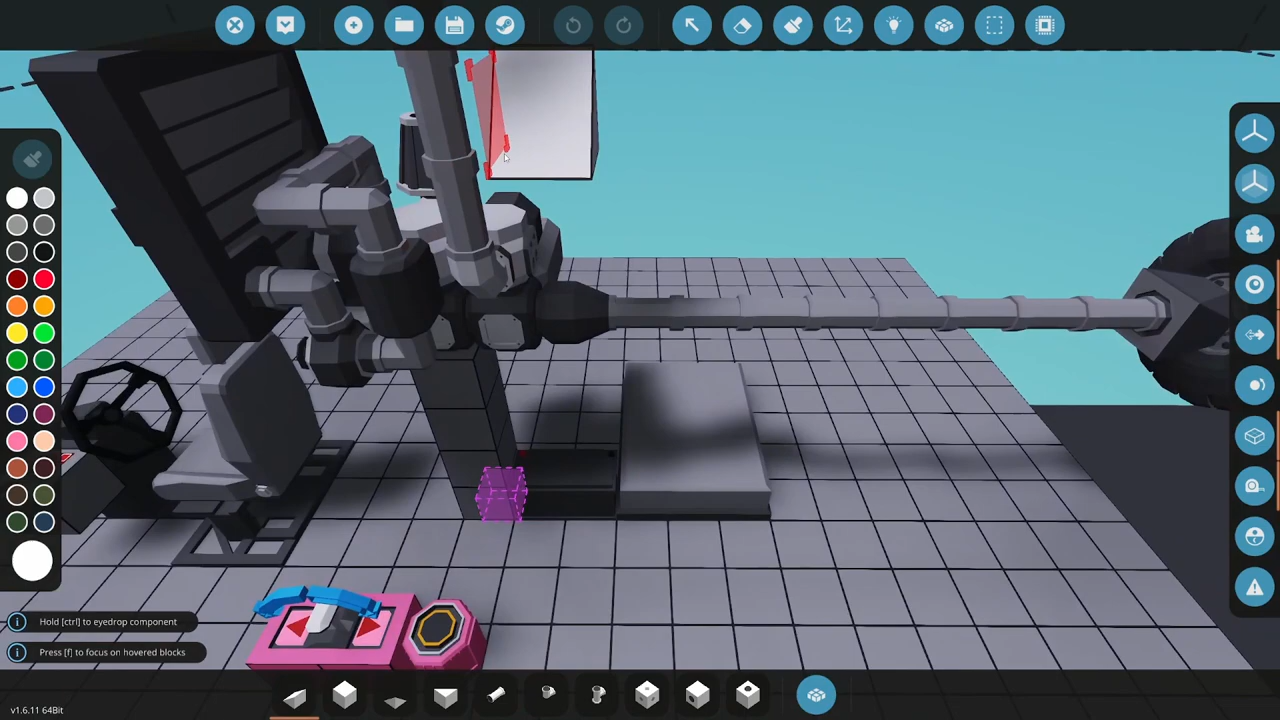 Hold [ctrl] to eyedrop component
Press [f] to focus on hovered blocks
v1.6.11 64Bit